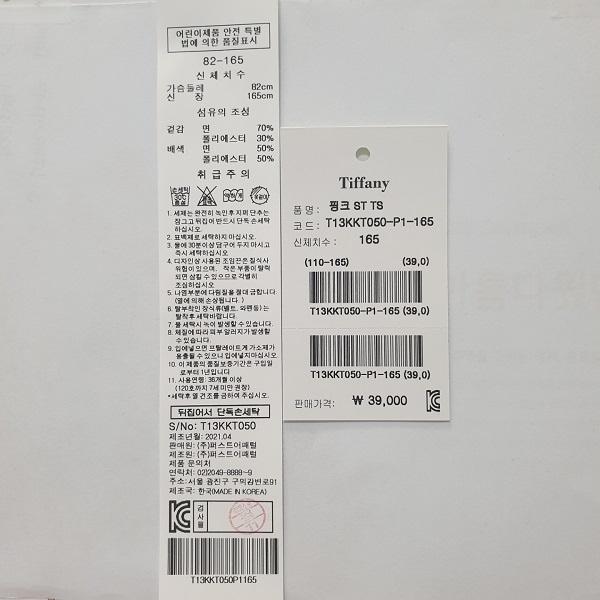 어린이제품 안전 특별
법에 의한 품질표시
82-165
신체치수
가슴둘레 82cm
신 장 165cm
섬유의 조성
겉감 면 70%
폴리에스터 30%
배색 면 50%
폴리에스터 50%
취급주의
손세탁
30℃
중성
약하게
옷걸이
1. 세제는 완전히 녹인후 지퍼 단추는
잠그고 뒤집어 반드시 단독 손세탁
하십시오.
2. 표백제로 세탁하지 마십시오.
3. 물에 30분이상 담구어 두지 마시고
즉시 세탁하십시오
4. 디자인상 사용된 조임끈은 질식사
위험이 있으며, 작은 부품이 탈락
되면 삼킬 수 있으므로 각별히
조심하십시오
5. 나염부분에 다림질을 절대 금합니다.
(열에 의해 손상됩니다.)
6. 탈부착인 장식류(벨트, 와펜등)는
탈착후 세탁바랍니다.
7. 물 세탁시 녹이 발생할 수 있습니다.
8. 체질에 따라 피부 알러지가 발생할
수 있습니다.
9. 입에넣으면 프탈레이트계 가소제가
용출될 수 있으니 입에넣지마십시오
10. 이 제품의 품질보증기간은 구입일
로부터 1년입니다
11. 사용연령: 36개월 이상
(120호까지 7세미만 권장)
*세탁후 열 건조를 금하여 주십시오.
뒤집어서 단독손세탁
S/No: T13KKT050
제조년월: 2021.04
판매원: (주)퍼스트어패럴
제조원: (주)퍼스트어패럴
제품 문의처
연락처: 02)2049-8888~9
주소: 서울 광진구 구의강변로91
제조국: 한국(MADE IN KOREA)
검사필
T13KKT050P1165
Tiffany
품 명 : 핑크 ST TS
코 드 : T13KKT050-P1-165
신체치수 : 165
(110-165) (39,0)
T13KKT050-P1-165 (39,0)
T13KKT050-P1-165 (39,0)
판매가격: ₩ 39,000